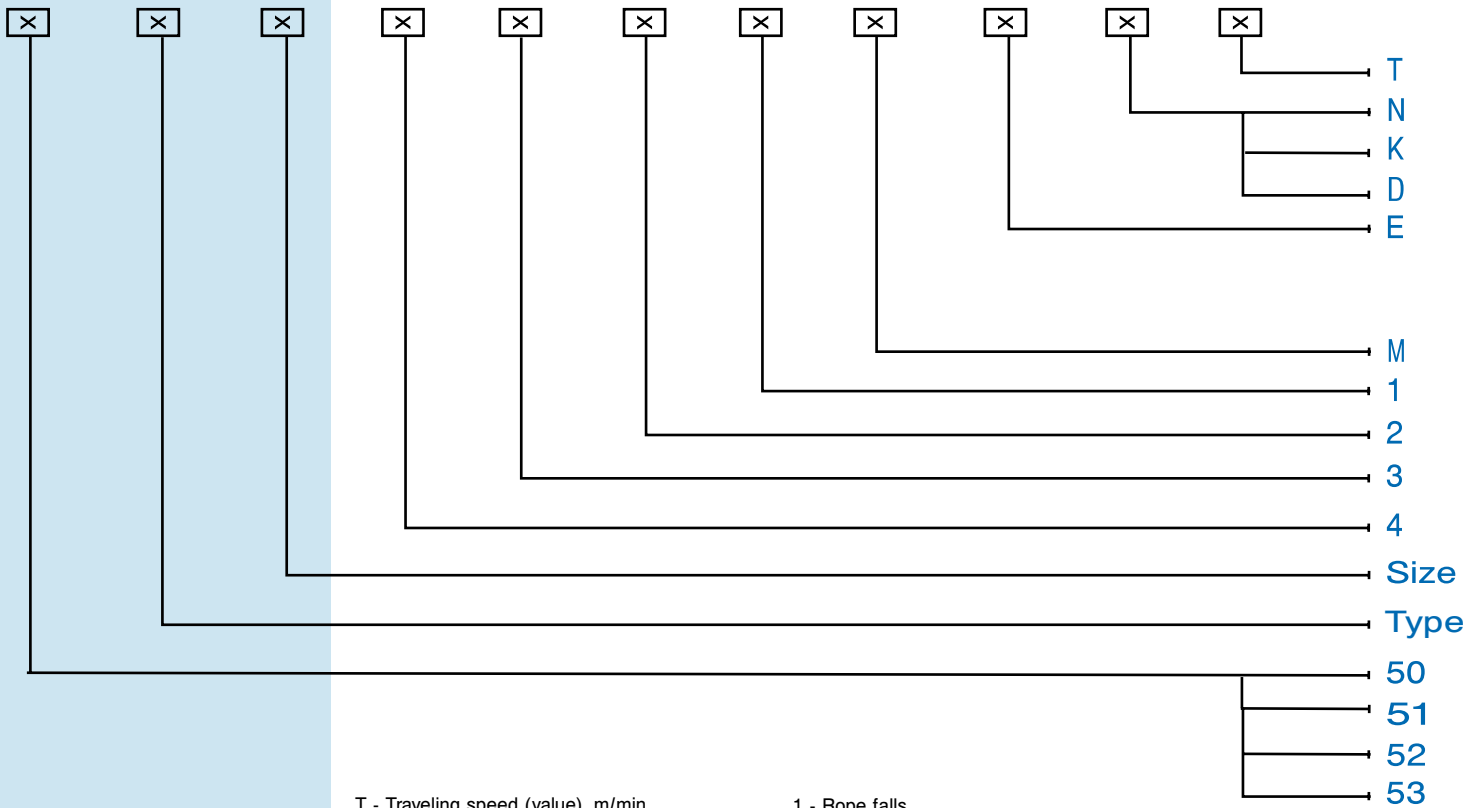 X X X X X X X X X X X
T
N
K
D
E
M
1
2
3
4
Size
Type
50
51
52
53
T - Traveling speed (value), m/min 1 - Rope falls